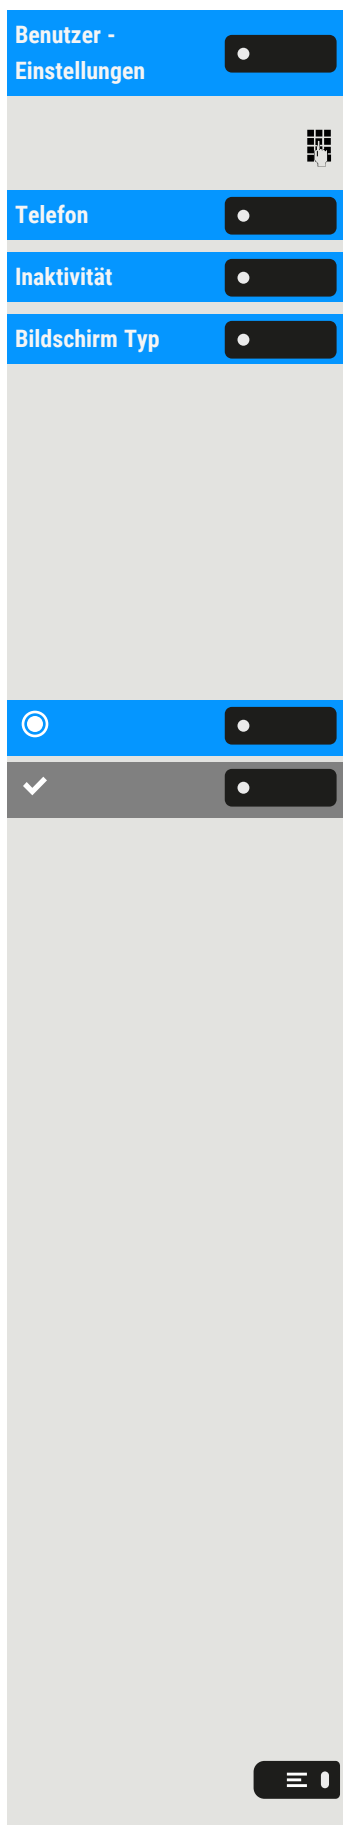 Benutzer -
Einstellungen
Telefon
Inaktivität
Bildschirm Typ